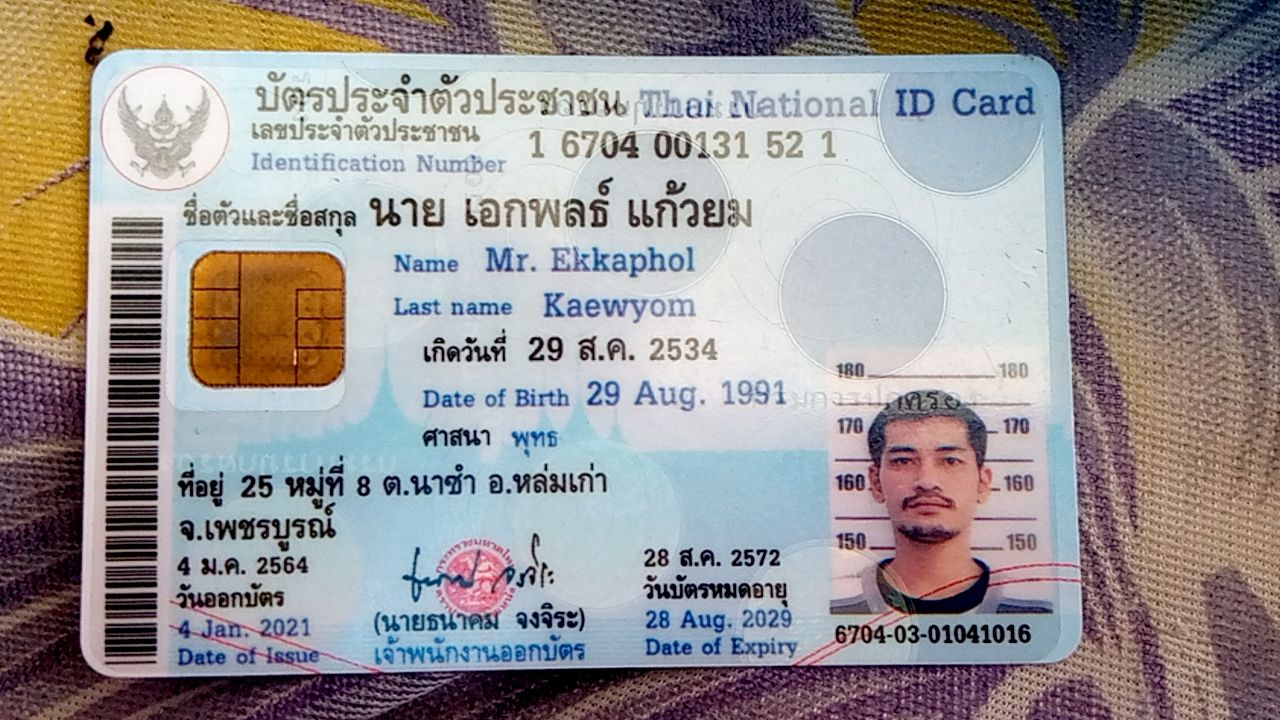 บัตรประจำตัวประชาชน Thai National ID Card
เลขประจำตัวประชาชน
Identification Number 1 6704 00131 52 1
ชื่อตัวและชื่อสกุล นาย เอกพลธ์ แก้วยม
Name Mr. Ekkaphol
Last name Kaewyom
เกิดวันที่ 29 ส.ค. 2534
Date of Birth 29 Aug. 1991
ศาสนา พุทธ
ที่อยู่ 25 หมู่ที่ 8 ต.นาซำ อ.หล่มเก่า
จ.เพชรบูรณ์
4 ม.ค. 2564
วันออกบัตร
4 Jan. 2021
Date of Issue
(นายธนาคม จงจิระ)
เจ้าพนักงานออกบัตร
28 ส.ค. 2572
วันบัตรหมดอายุ
28 Aug. 2029
Date of Expiry
180 180
170 170
160 160
150 150
6704-03-01041016